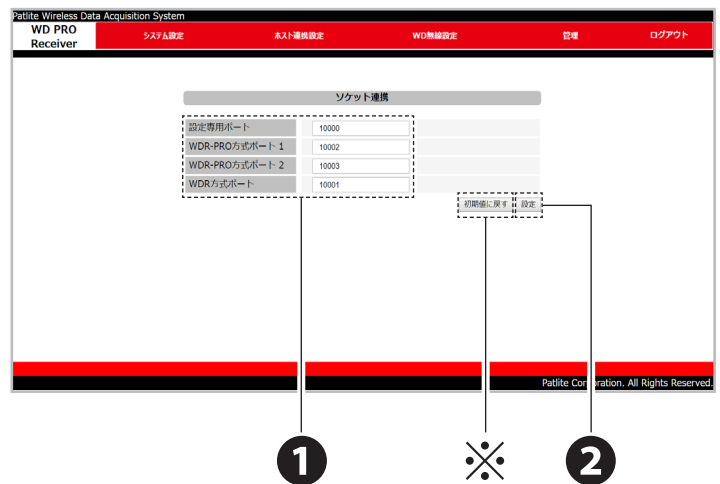 Patlite Wireless Data Acquisition System
WD PRO
Receiver
システム設定
ホスト連携設定
WD無線設定
管理
ログアウト
ソケット連携
設定専用ポート 10000
WDR-PRO方式ポート 1 10002
WDR-PRO方式ポート 2 10003
WDR方式ポート 10001
初期値に戻す 設定
Patlite Corporation. All Rights Reserved.
1 ※ 2